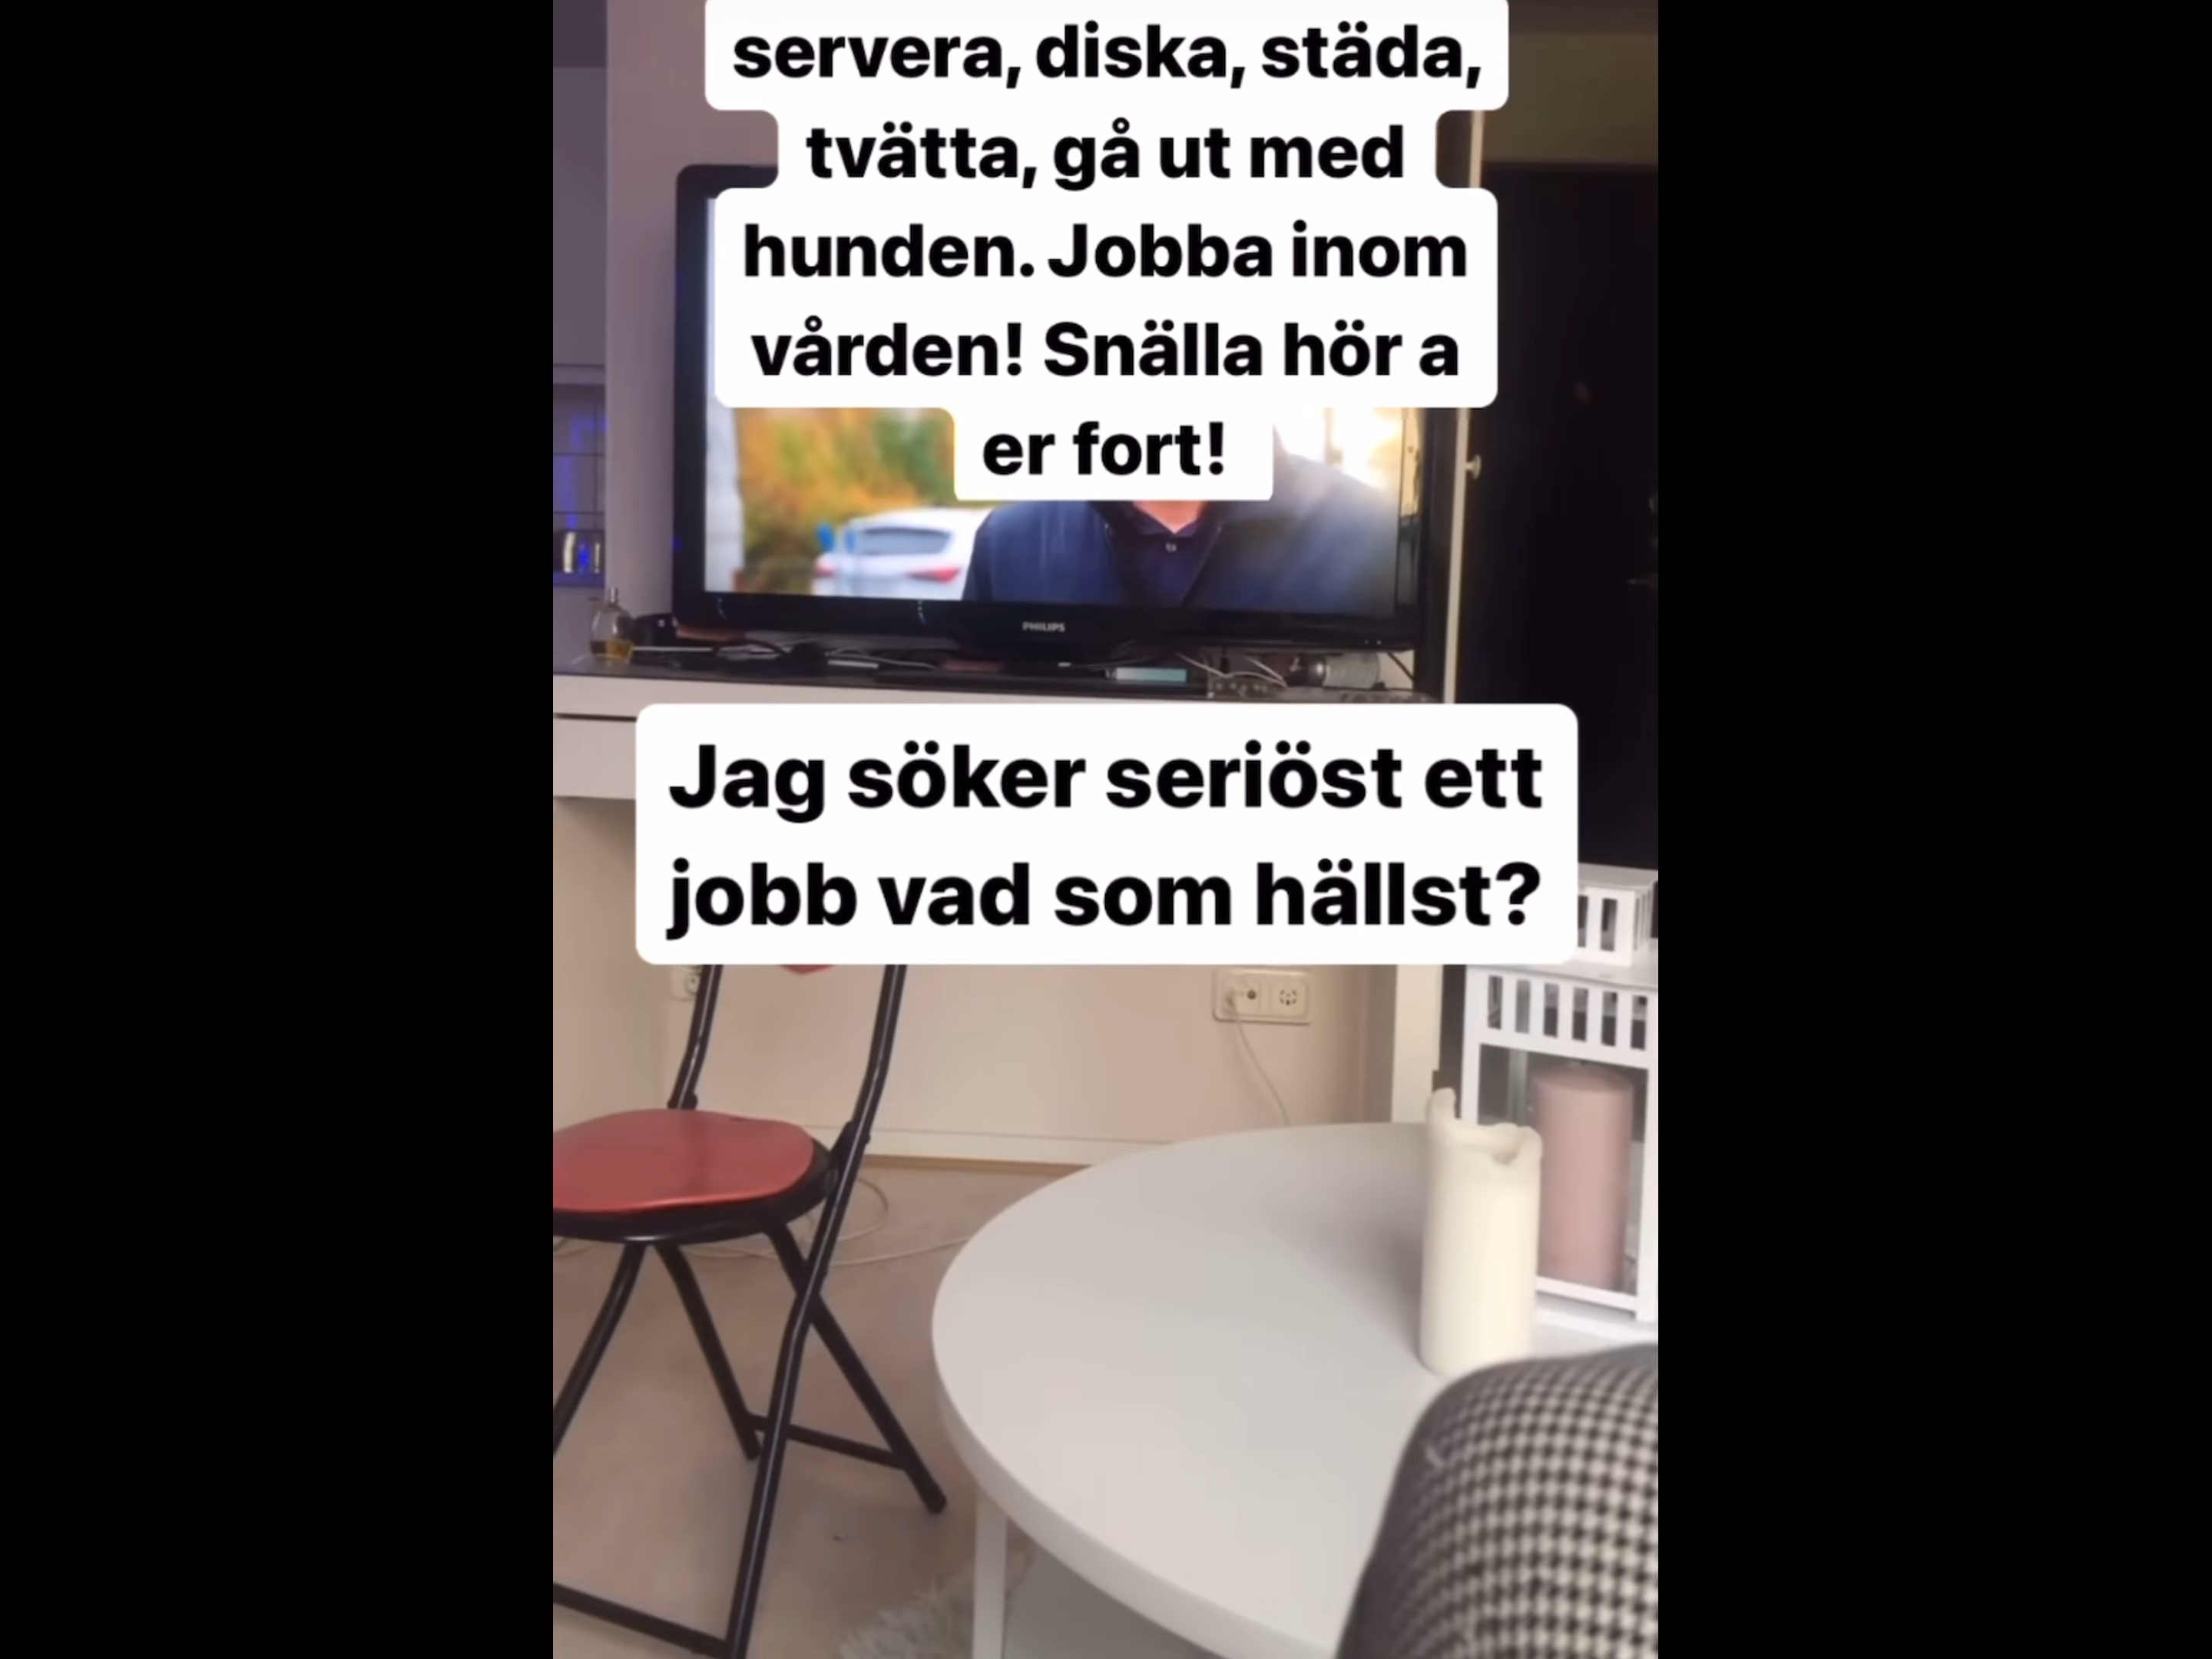 servera, diska, städa,
tvätta, gå ut med
hunden. Jobba inom
vården! Snälla hör a
er fort!
PHILIPS
Jag söker seriöst ett
jobb vad som hällst?